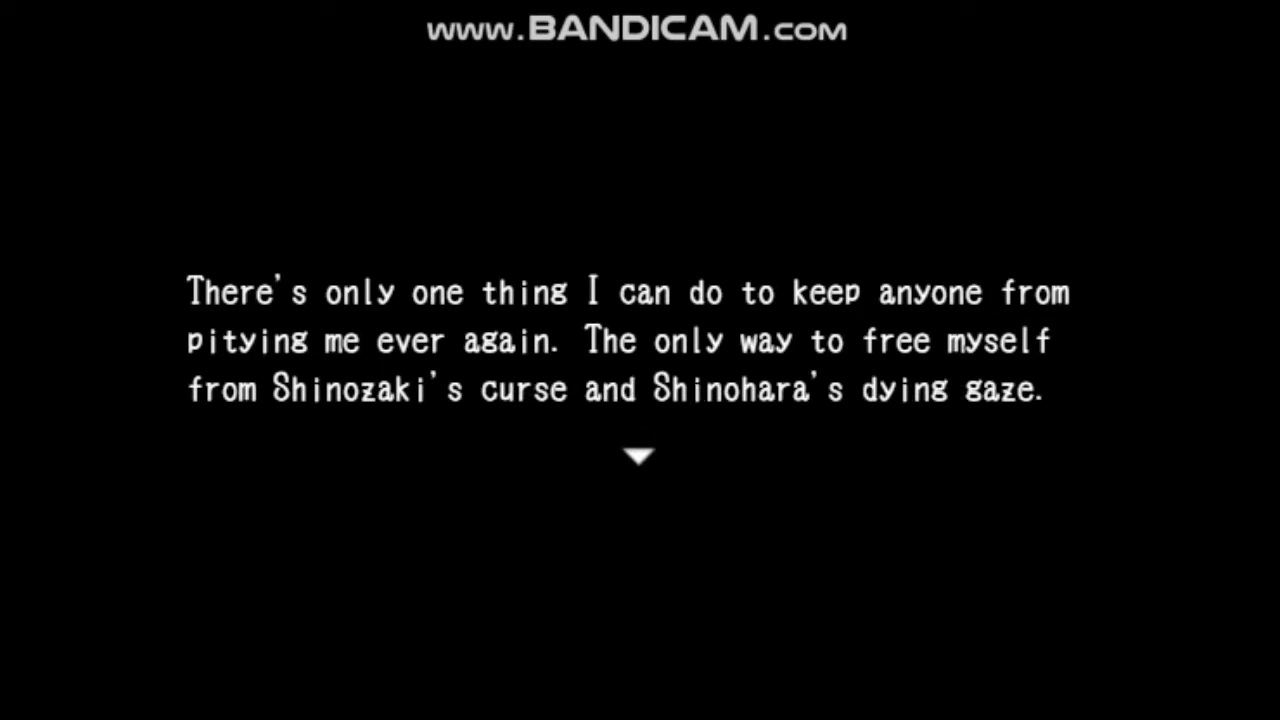 www.BANDICAM.com
There's only one thing I can do to keep anyone from
pitying me ever again. The only way to free myself
from Shinozaki's curse and Shinohara's dying gaze.